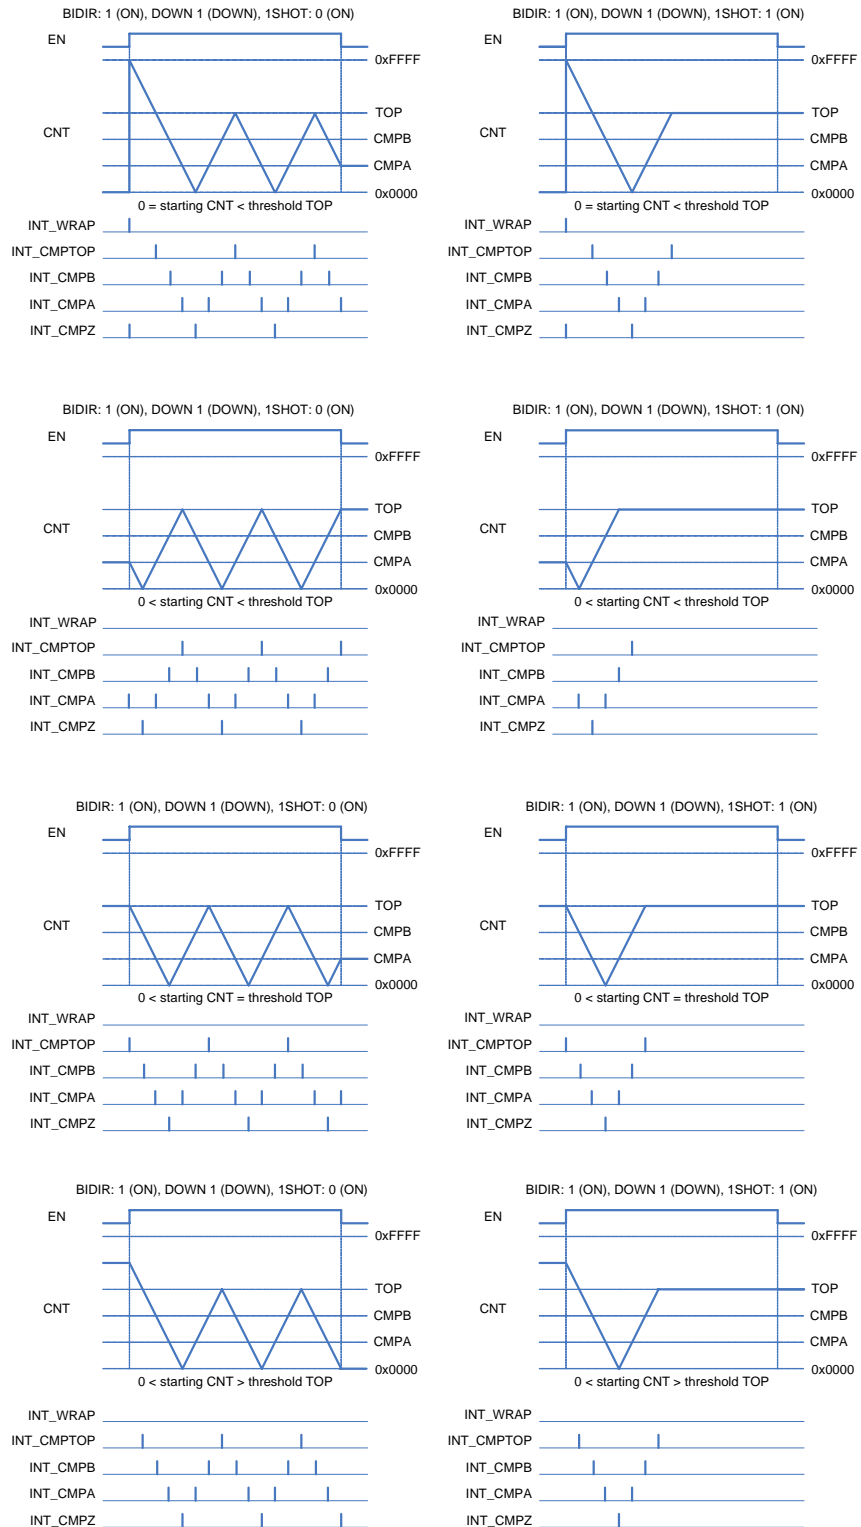 BIDIR: 1 (ON), DOWN 1 (DOWN), 1SHOT: 0 (ON)
EN
0xFFFF
TOP
CNT
CMPB
CMPA
0x0000
0 = starting CNT < threshold TOP
INT_WRAP
INT_CMPTOP
INT_CMPB
INT_CMPA
INT_CMPZ
BIDIR: 1 (ON), DOWN 1 (DOWN), 1SHOT: 1 (ON)
EN
0xFFFF
TOP
CNT
CMPB
CMPA
0x0000
0 = starting CNT < threshold TOP
INT_WRAP
INT_CMPTOP
INT_CMPB
INT_CMPA
INT_CMPZ
BIDIR: 1 (ON), DOWN 1 (DOWN), 1SHOT: 0 (ON)
EN
0xFFFF
TOP
CNT
CMPB
CMPA
0x0000
0 < starting CNT < threshold TOP
INT_WRAP
INT_CMPTOP
INT_CMPB
INT_CMPA
INT_CMPZ
BIDIR: 1 (ON), DOWN 1 (DOWN), 1SHOT: 1 (ON)
EN
0xFFFF
TOP
CNT
CMPB
CMPA
0x0000
0 < starting CNT < threshold TOP
INT_WRAP
INT_CMPTOP
INT_CMPB
INT_CMPA
INT_CMPZ
BIDIR: 1 (ON), DOWN 1 (DOWN), 1SHOT: 0 (ON)
EN
0xFFFF
TOP
CNT
CMPB
CMPA
0x0000
0 < starting CNT = threshold TOP
INT_WRAP
INT_CMPTOP
INT_CMPB
INT_CMPA
INT_CMPZ
BIDIR: 1 (ON), DOWN 1 (DOWN), 1SHOT: 1 (ON)
EN
0xFFFF
TOP
CNT
CMPB
CMPA
0x0000
0 < starting CNT = threshold TOP
INT_WRAP
INT_CMPTOP
INT_CMPB
INT_CMPA
INT_CMPZ
BIDIR: 1 (ON), DOWN 1 (DOWN), 1SHOT: 0 (ON)
EN
0xFFFF
TOP
CNT
CMPB
CMPA
0x0000
0 < starting CNT > threshold TOP
INT_WRAP
INT_CMPTOP
INT_CMPB
INT_CMPA
INT_CMPZ
BIDIR: 1 (ON), DOWN 1 (DOWN), 1SHOT: 1 (ON)
EN
0xFFFF
TOP
CNT
CMPB
CMPA
0x0000
0 < starting CNT > threshold TOP
INT_WRAP
INT_CMPTOP
INT_CMPB
INT_CMPA
INT_CMPZ